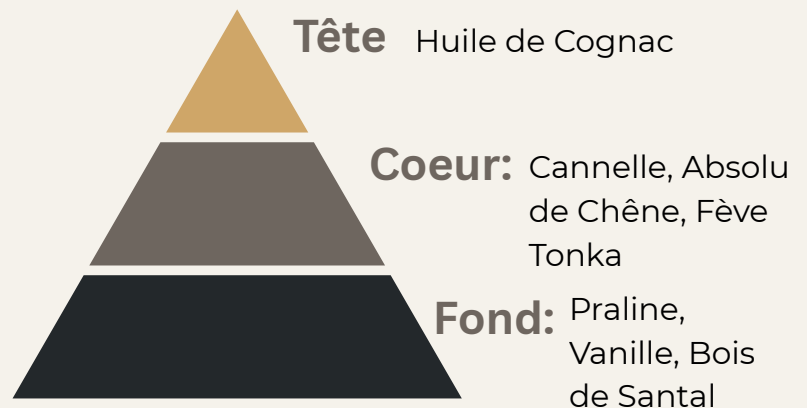 Tête Huile de Cognac
Coeur: Cannelle, Absolu
de Chêne, Fève
Tonka
Fond: Praline,
Vanille, Bois
de Santal